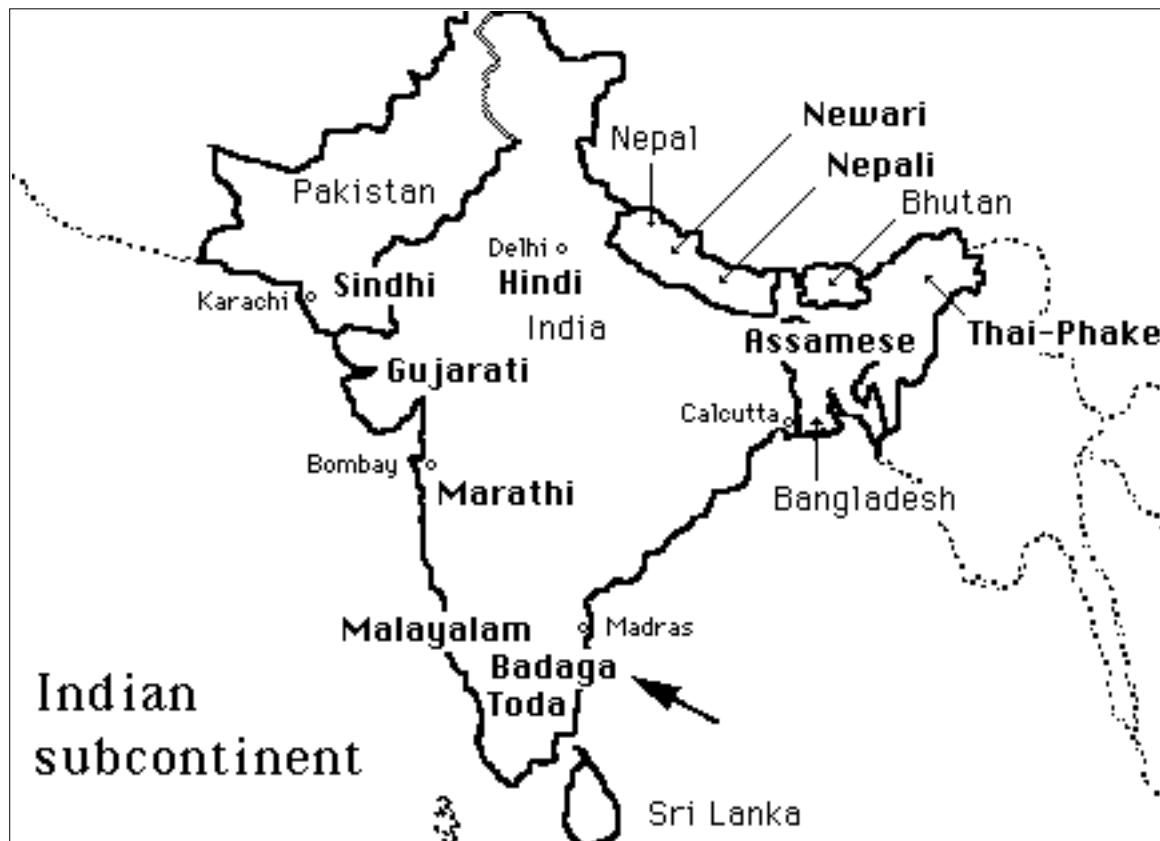 Newari
Nepal
Nepali
Pakistan
Bhutan
Delhi
Sindhi
Hindi
Karachi
India
Assamese
Thai-Phake
Gujarati
Calcutta
Bombay
Marathi
Bangladesh
Malayalam
Madras
Badaga
Toda
Indian
subcontinent
Sri Lanka